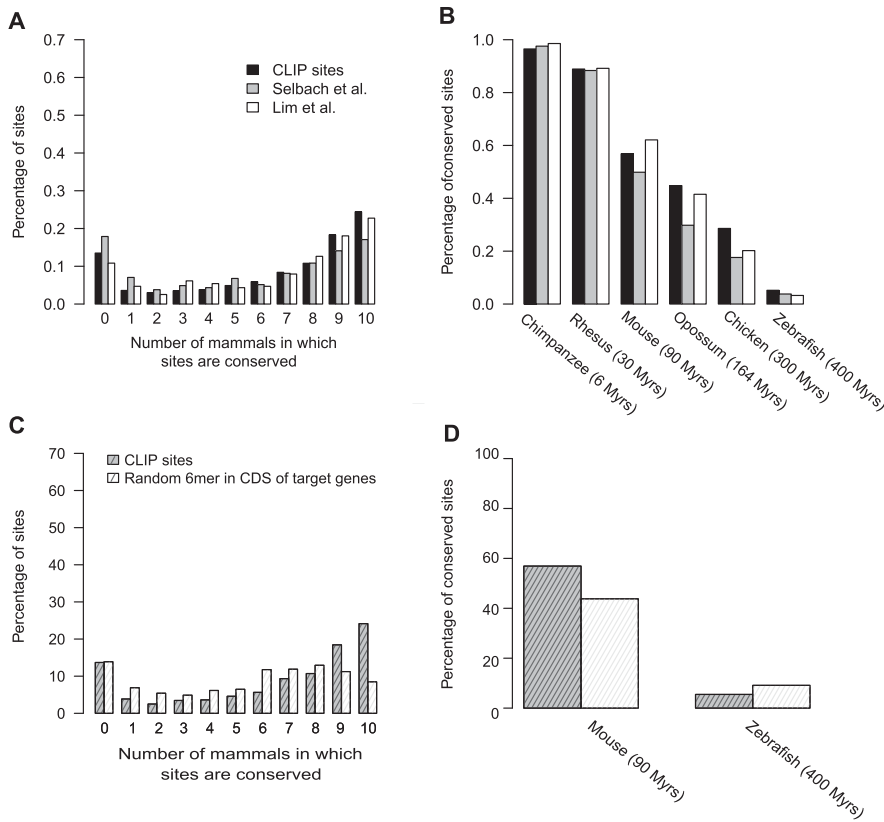 A
0.7
0.6
0.5
0.4
0.3
0.2
0.1
0.0
Percentage of sites
CLIP sites
Selbach et al.
Lim et al.
0 1 2 3 4 5 6 7 8 9 10
Number of mammals in which
sites are conserved
B
1.0
0.8
0.6
0.4
0.2
0.0
Percentage ofconserved sites
Chimpanzee (6 Myrs)
Rhesus (30 Myrs)
Mouse (90 Myrs)
Opossum (164 Myrs)
Chicken (300 Myrs)
Zebrafish (400 Myrs)
C
70
60
50
40
30
20
10
0
Percentage of sites
CLIP sites
Random 6mer in CDS of target genes
0 1 2 3 4 5 6 7 8 9 10
Number of mammals in which
sites are conserved
D
100
80
60
40
20
0
Percentage of conserved sites
Mouse (90 Myrs)
Zebrafish (400 Myrs)